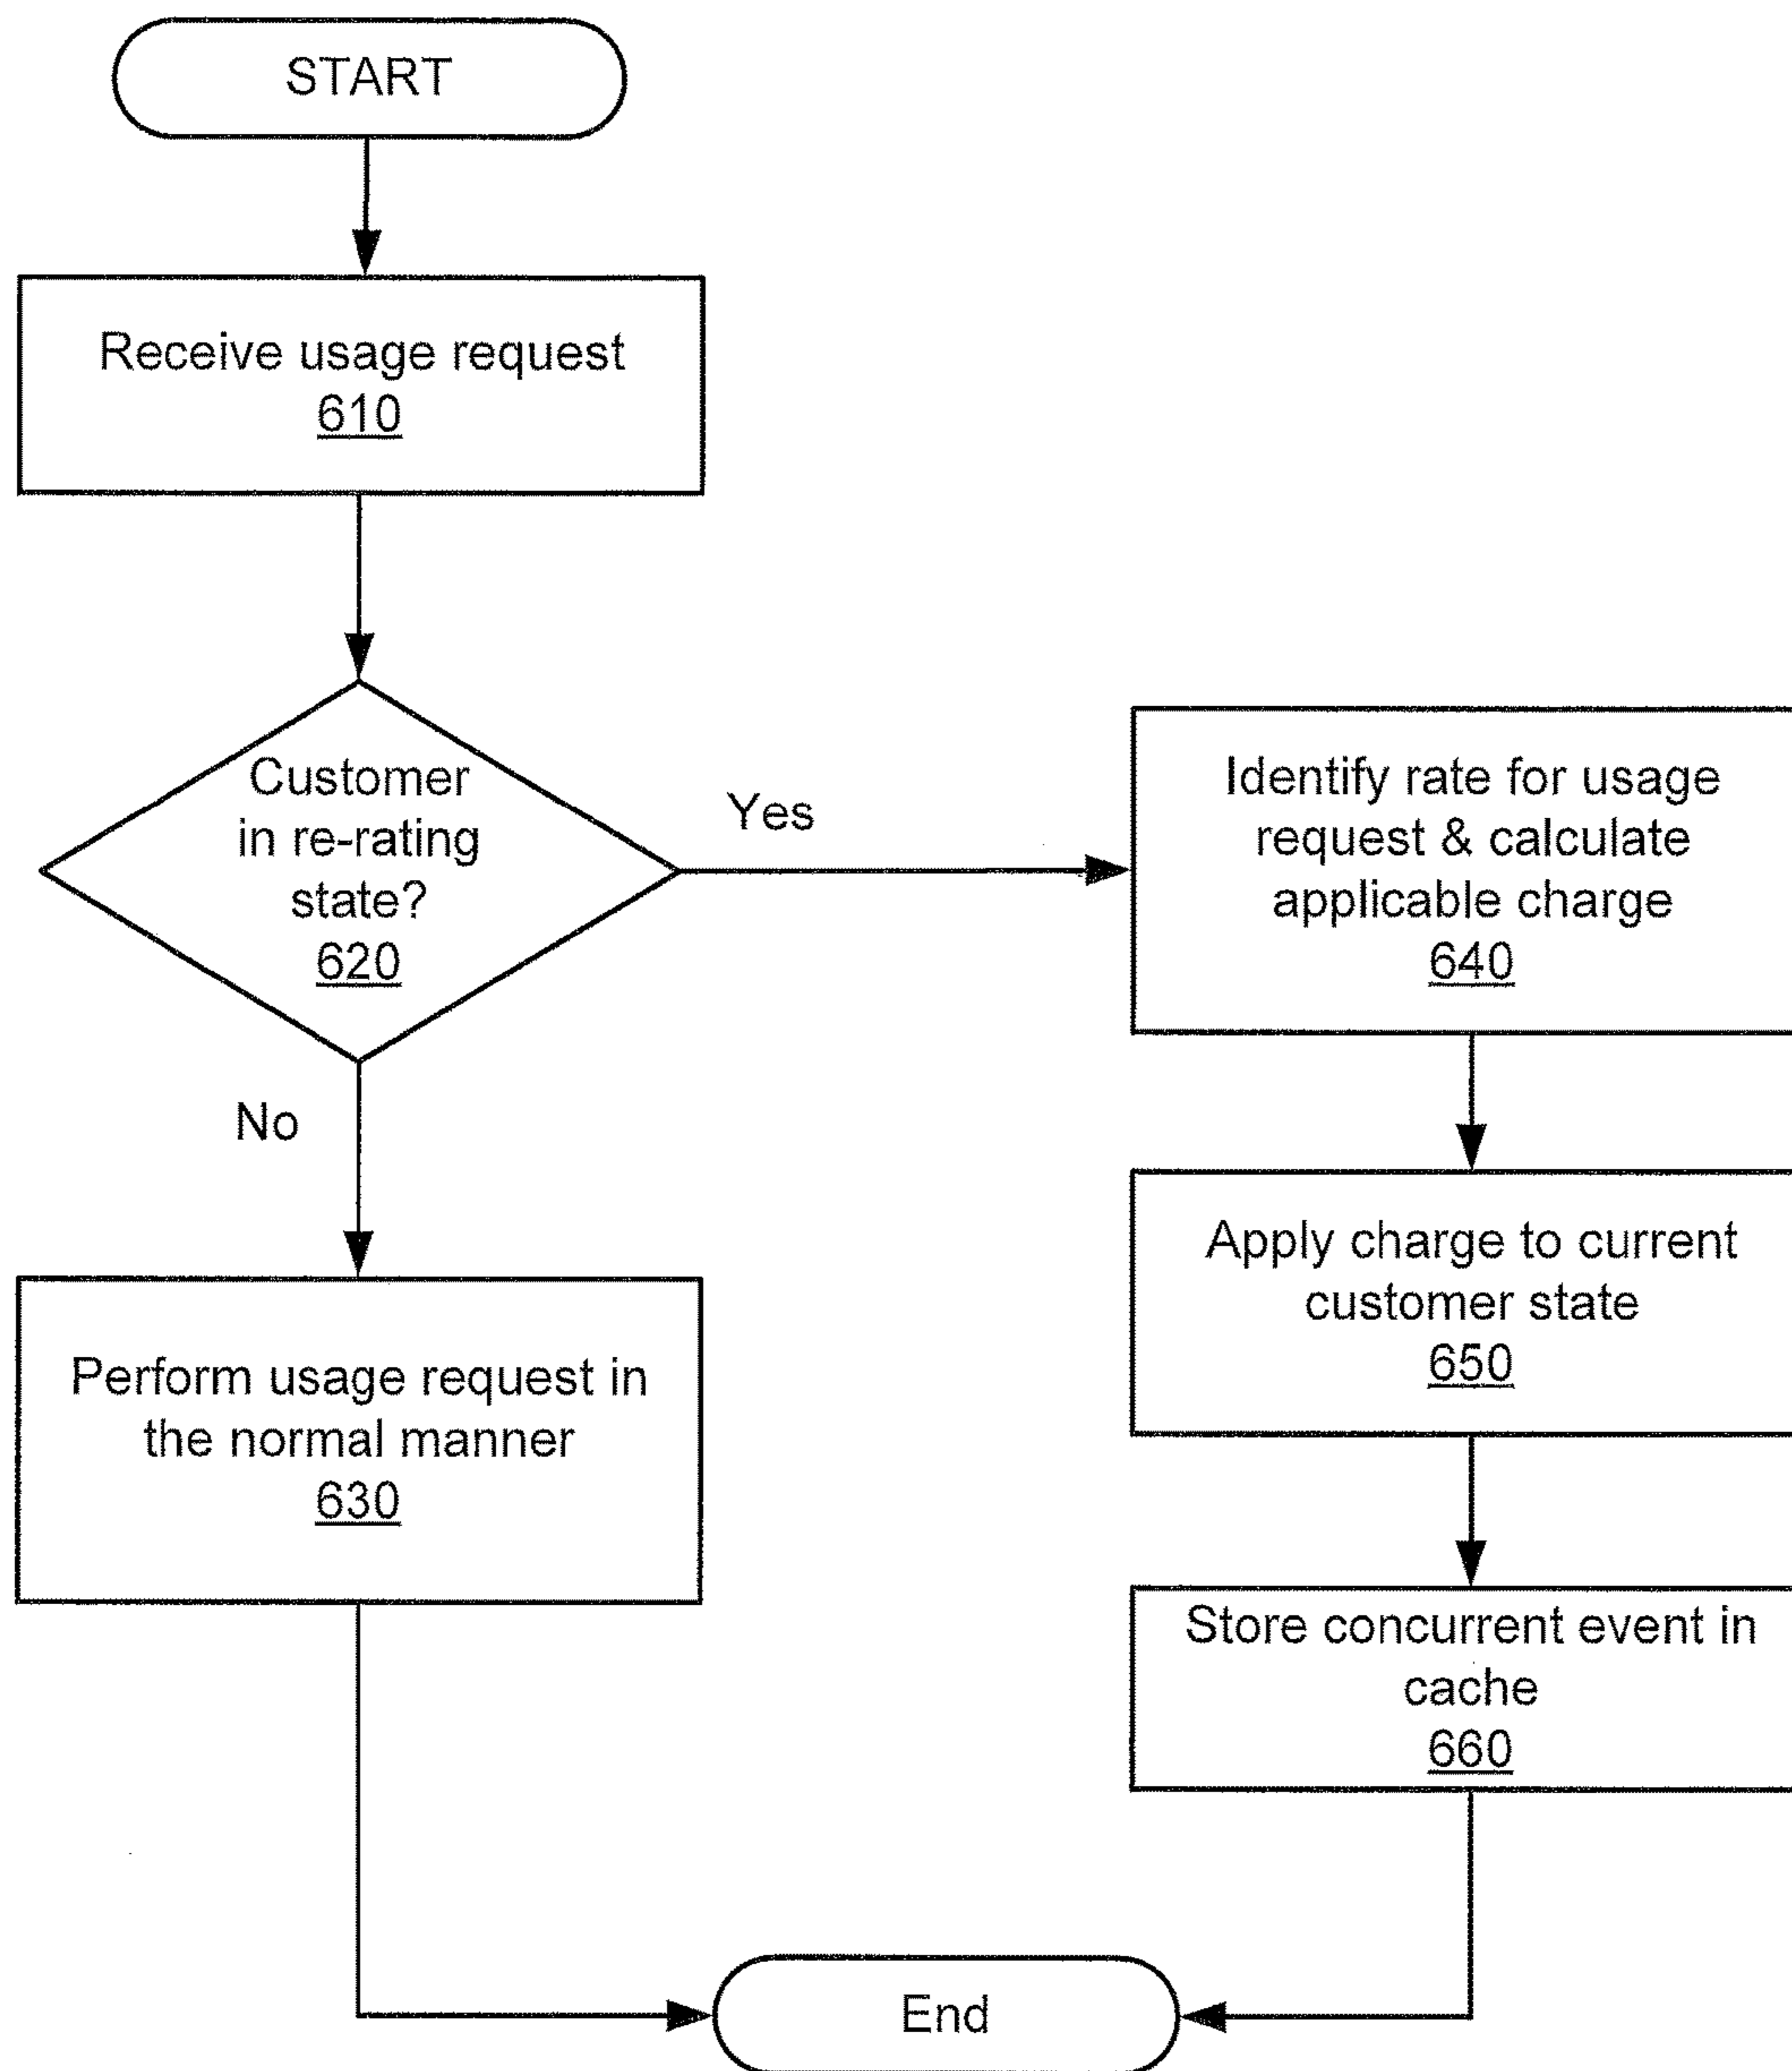 START
Receive usage request
610
Customer
in re-rating
state?
620
Yes
No
Identify rate for usage
request & calculate
applicable charge
640
Apply charge to current
customer state
650
Perform usage request in
the normal manner
630
Store concurrent event in
cache
660
End